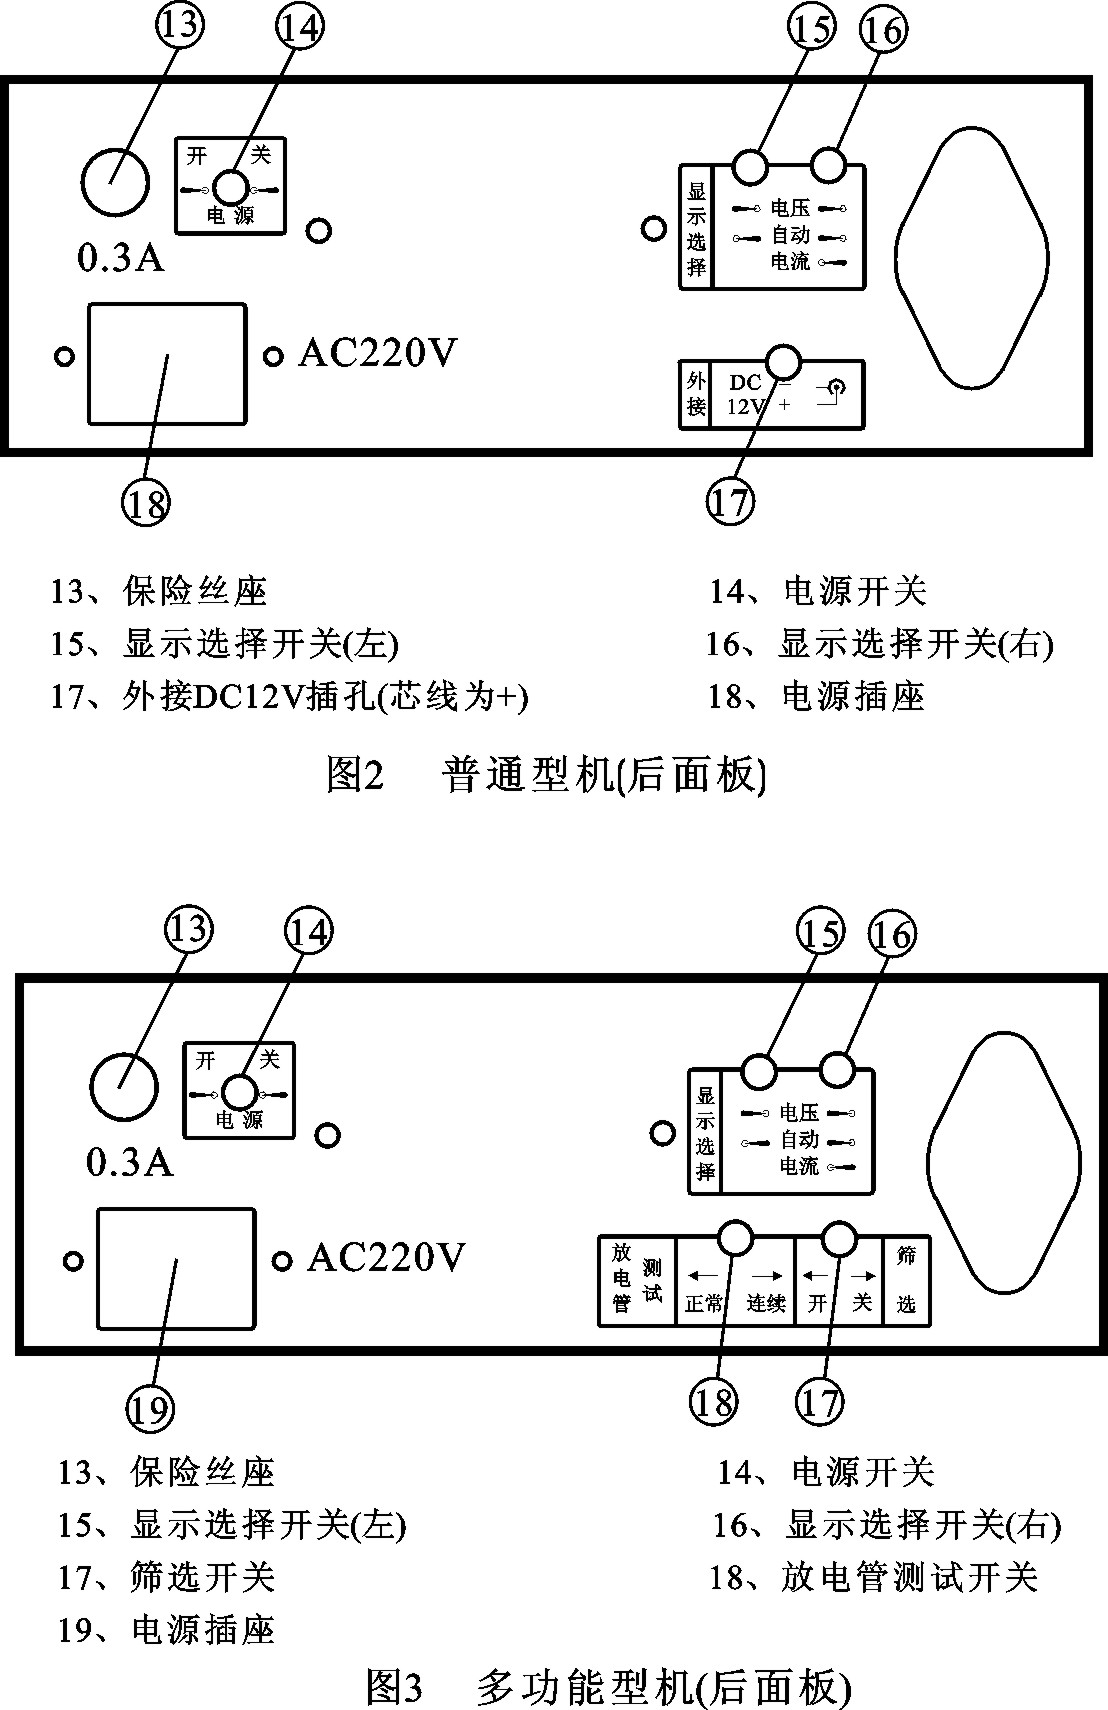 13 14 15 16
开 关
电 源
0.3A
显示选择
电压
自动
电流
AC220V
外接
DC −
12V +
18 17
13、保险丝座 14、电源开关
15、显示选择开关(左) 16、显示选择开关(右)
17、外接DC12V插孔(芯线为+) 18、电源插座
图2 普通型机(后面板)
13 14 15 16
开 关
电 源
0.3A
显示选择
电压
自动
电流
AC220V
放电管
测试
← →
正常 连续
← →
开 关
筛选
19 18 17
13、保险丝座 14、电源开关
15、显示选择开关(左) 16、显示选择开关(右)
17、筛选开关 18、放电管测试开关
19、电源插座
图3 多功能型机(后面板)